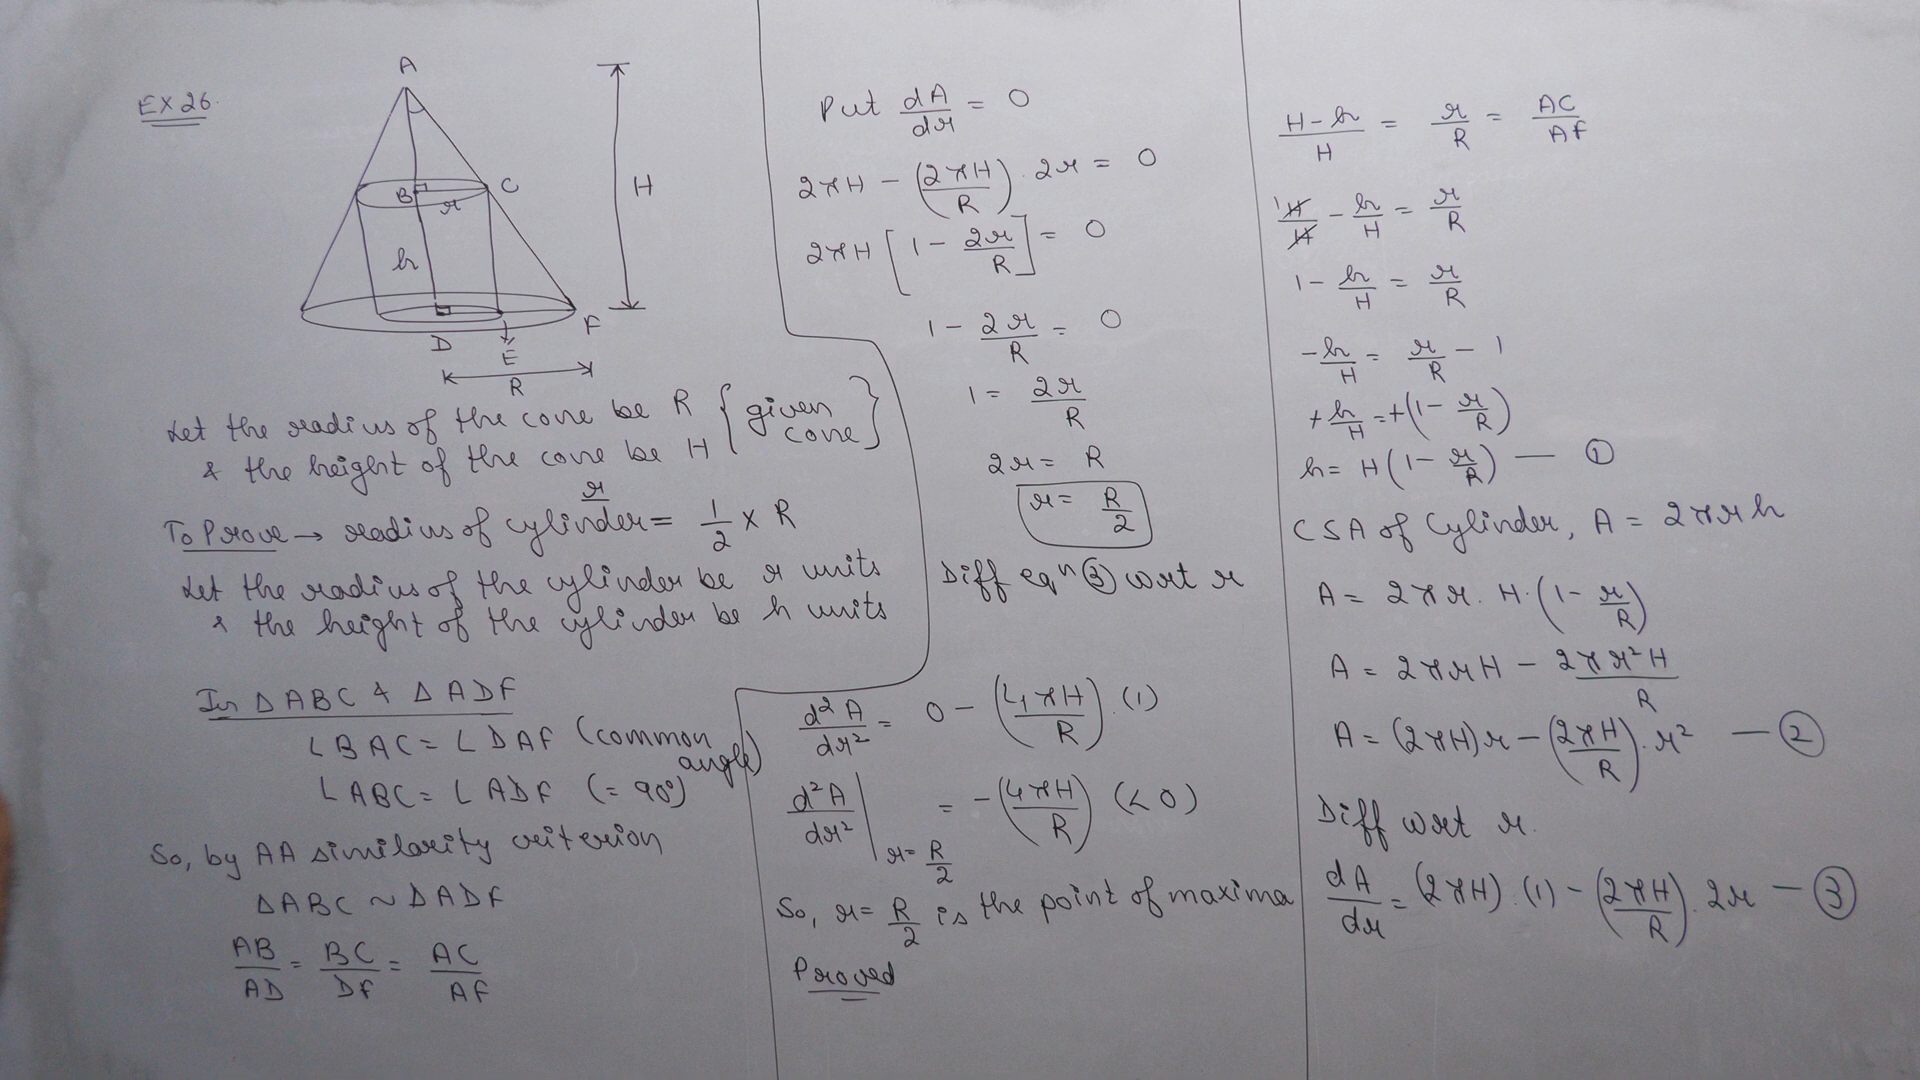 EX 26.
A
B
C
r
h
H
D
E
F
R
Let the radius of the cone be R {given cone}
& the height of the cone be H
To Prove → radius of cylinder r = 1/2 × R
Let the radius of the cylinder be r units
& the height of the cylinder be h units
In ΔABC & ΔADF
∠BAC = ∠DAF (common angle)
∠ABC = ∠ADF (= 90°)
So, by AA similarity criterion
ΔABC ~ ΔADF
AB/AD = BC/DF = AC/AF
H-h/H = r/R = AC/AF
H/H - h/H = r/R
1 - h/H = r/R
-h/H = r/R - 1
+h/H = +(1 - r/R)
h = H(1 - r/R) — ①
CSA of Cylinder, A = 2πrh
A = 2πr. H.(1 - r/R)
A = 2πrH - 2πr²H/R
A = (2πH)r - (2πH/R).r² — ②
Diff wrt r.
dA/dr = (2πH).(1) - (2πH/R).2r — ③
Put dA/dr = 0
2πH - (2πH/R).2r = 0
2πH[1 - 2r/R] = 0
1 - 2r/R = 0
1 = 2r/R
2r = R
r = R/2
Diff eqⁿ ③ wrt r
d²A/dr² = 0 - (4πH/R).(1)
d²A/dr² | r=R/2 = -(4πH/R) (<0)
So, r = R/2 is the point of maxima
Proved